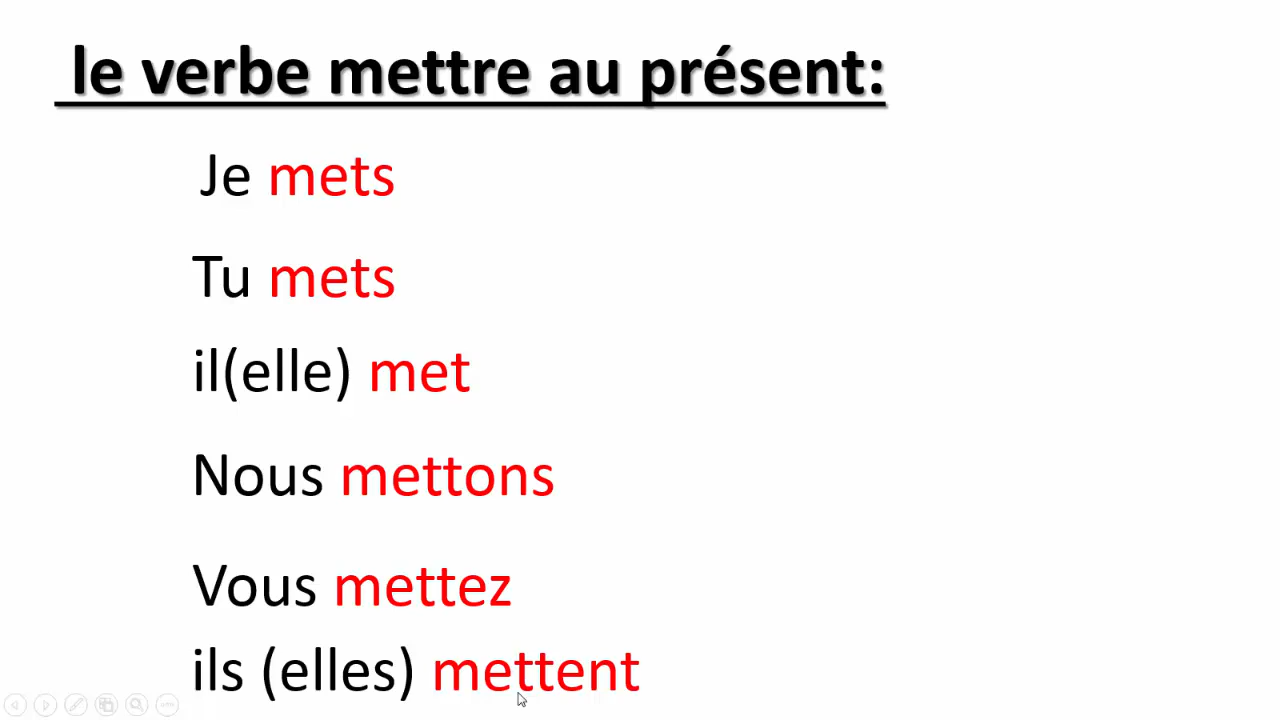 le verbe mettre au présent:
Je mets
Tu mets
il(elle) met
Nous mettons
Vous mettez
ils (elles) mettent